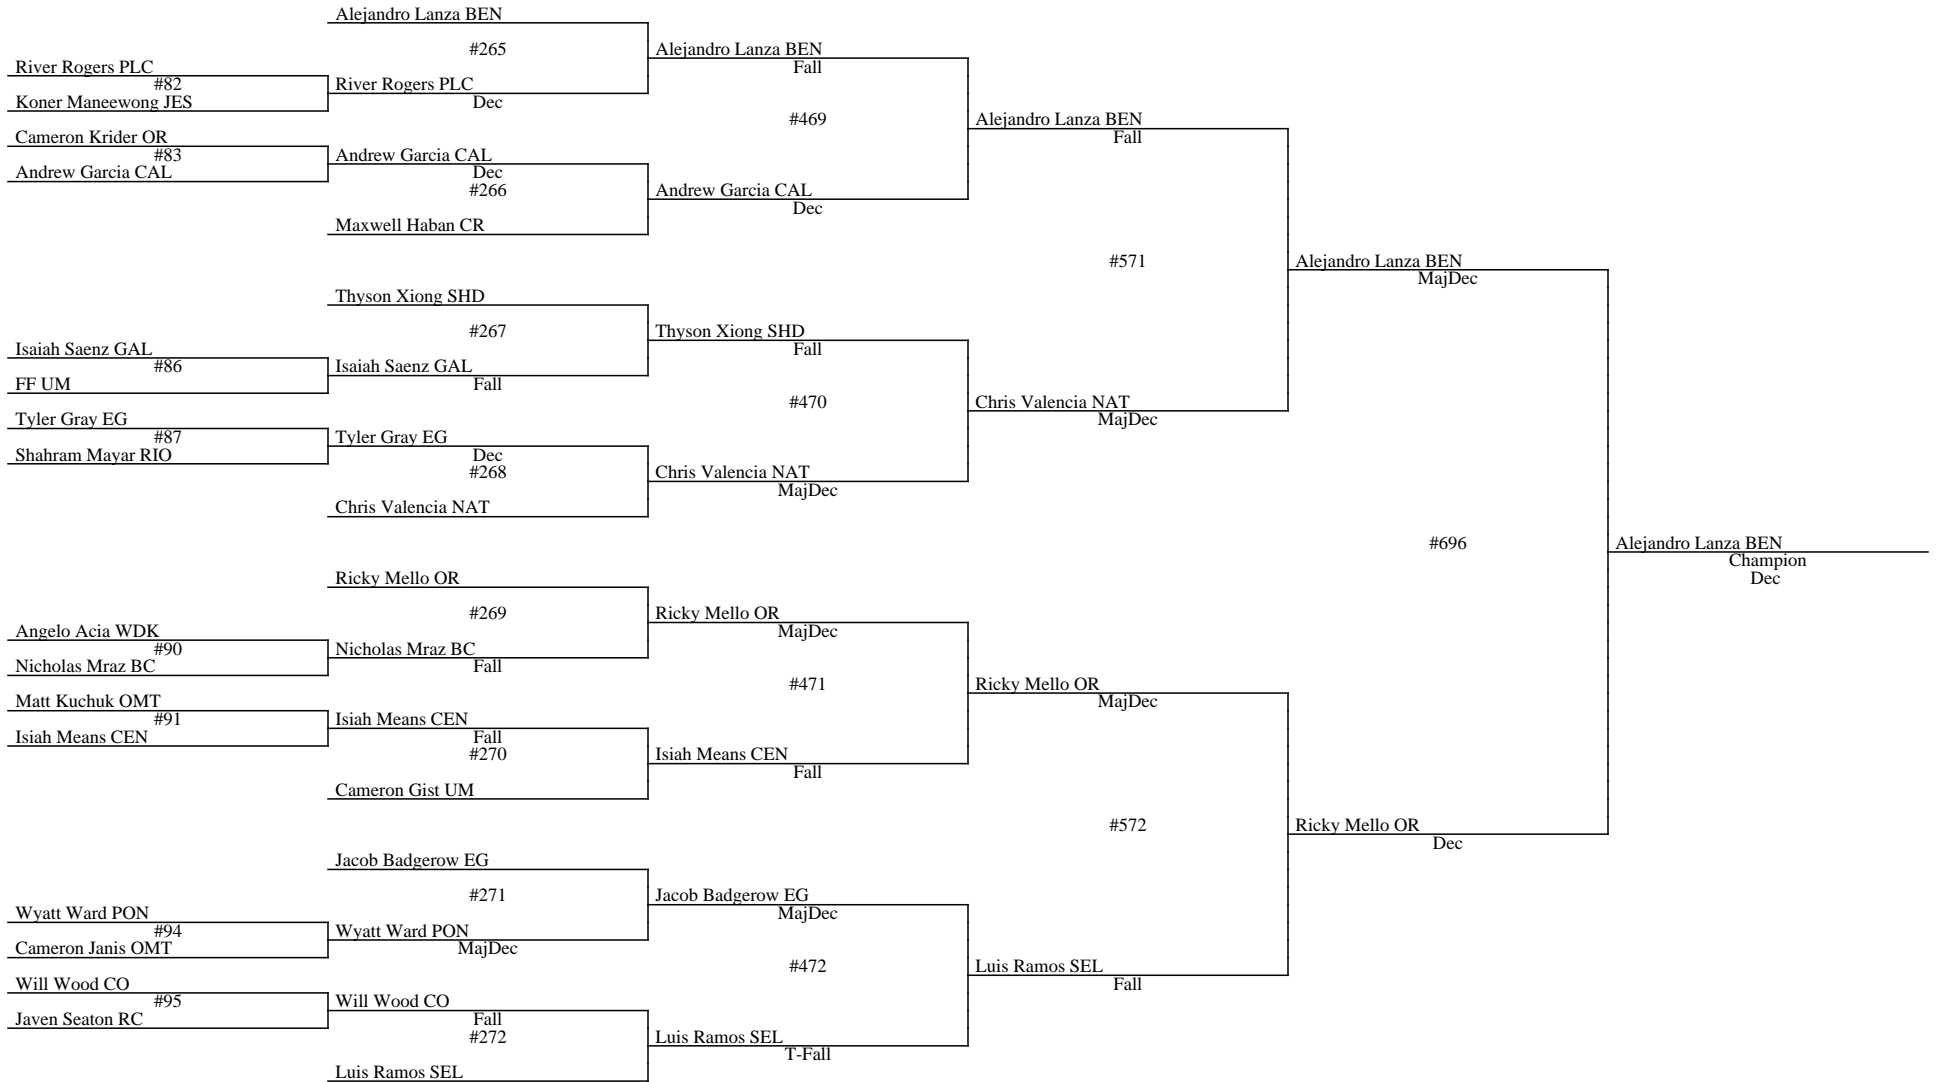 Alejandro Lanza BEN
#265
Alejandro Lanza BEN
Fall
River Rogers PLC
#82
Koner Maneewong JES
River Rogers PLC
Dec
#469
Alejandro Lanza BEN
Fall
Cameron Krider OR
#83
Andrew Garcia CAL
Andrew Garcia CAL
Dec
#266
Andrew Garcia CAL
Dec
Maxwell Haban CR
#571
Alejandro Lanza BEN
MajDec
Thyson Xiong SHD
#267
Thyson Xiong SHD
Fall
Isaiah Saenz GAL
#86
FF UM
Isaiah Saenz GAL
Fall
#470
Chris Valencia NAT
MajDec
Tyler Gray EG
#87
Shahram Mayar RIO
Tyler Gray EG
Dec
#268
Chris Valencia NAT
MajDec
Chris Valencia NAT
#696
Alejandro Lanza BEN
Champion
Dec
Ricky Mello OR
#269
Ricky Mello OR
MajDec
Angelo Acia WDK
#90
Nicholas Mraz BC
Nicholas Mraz BC
Fall
#471
Ricky Mello OR
MajDec
Matt Kuchuk OMT
#91
Isiah Means CEN
Isiah Means CEN
Fall
#270
Isiah Means CEN
Fall
Cameron Gist UM
#572
Ricky Mello OR
Dec
Jacob Badgerow EG
#271
Jacob Badgerow EG
MajDec
Wyatt Ward PON
#94
Cameron Janis OMT
Wyatt Ward PON
MajDec
#472
Luis Ramos SEL
Fall
Will Wood CO
#95
Javen Seaton RC
Will Wood CO
Fall
#272
Luis Ramos SEL
T-Fall
Luis Ramos SEL